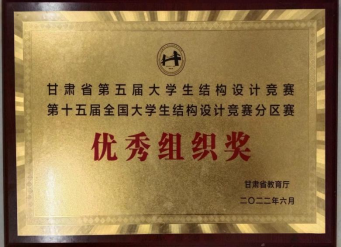 甘肃省第五届大学生结构设计竞赛
第十五届全国大学生结构设计竞赛分区赛
优秀组织奖
甘肃省教育厅
二〇二二年六月